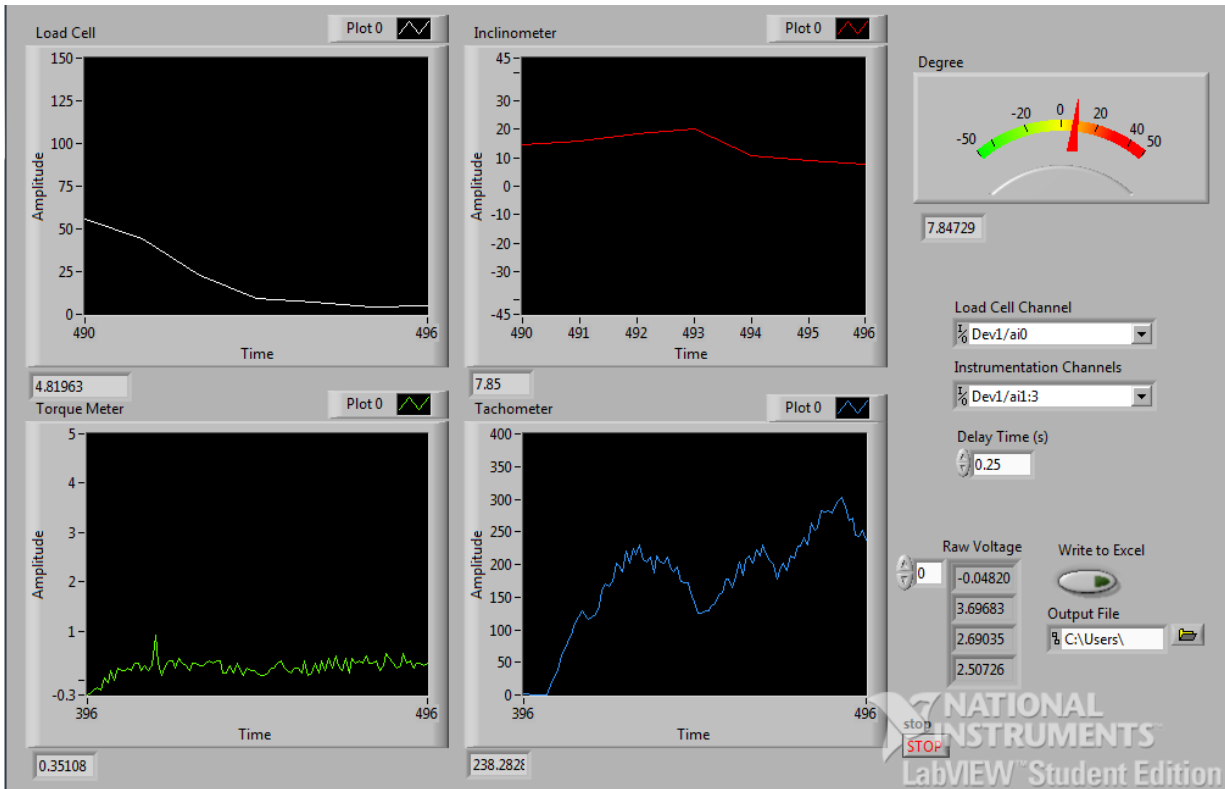 Load Cell
Plot 0
150
125
100
75
50
25
0
Amplitude
490
496
Time
4.81963
Inclinometer
Plot 0
45
30
20
10
0
-10
-20
-30
-45
Amplitude
490 491 492 493 494 495 496
Time
7.85
Degree
-50 -20 0 20 40 50
7.84729
Load Cell Channel
Dev1/ai0
Instrumentation Channels
Dev1/ai1:3
Delay Time (s)
0.25
Torque Meter
Plot 0
5
4
3
2
1
-0.3
Amplitude
396
496
Time
0.35108
Tachometer
Plot 0
400
350
300
250
200
150
100
50
0
Amplitude
396
496
Time
238.2828
Raw Voltage
0
-0.04820
3.69683
2.69035
2.50726
Write to Excel
Output File
C:\Users\
stop
STOP
NATIONAL
INSTRUMENTS
LabVIEW™ Student Edition